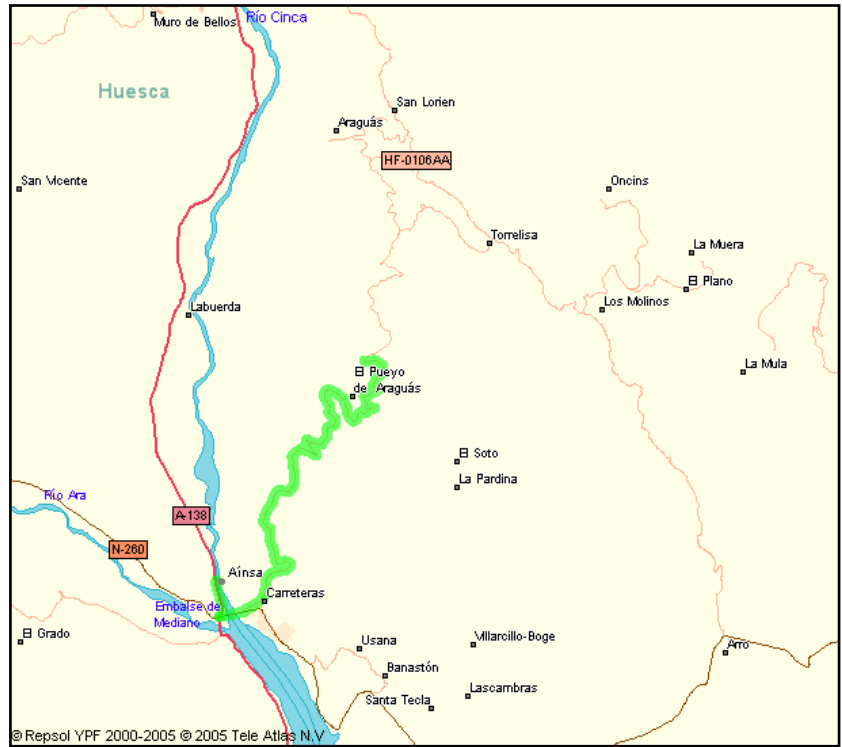 Muro de Bellos
Río Cinca
Huesca
San Lorien
Araguás
HF-0106AA
San Vicente
Oncins
Torrelisa
La Muera
El Plano
Labuerda
Los Molinos
El Pueyo
de Araguás
La Mula
El Soto
La Pardina
Río Ara
A-138
N-260
Aínsa
Carreteras
Embalse de
Mediano
El Grado
Usana
Villarcillo-Boge
Arro
Banastón
Lascambras
Santa Tecla
© Repsol YPF 2000-2005 © 2005 Tele Atlas N.V